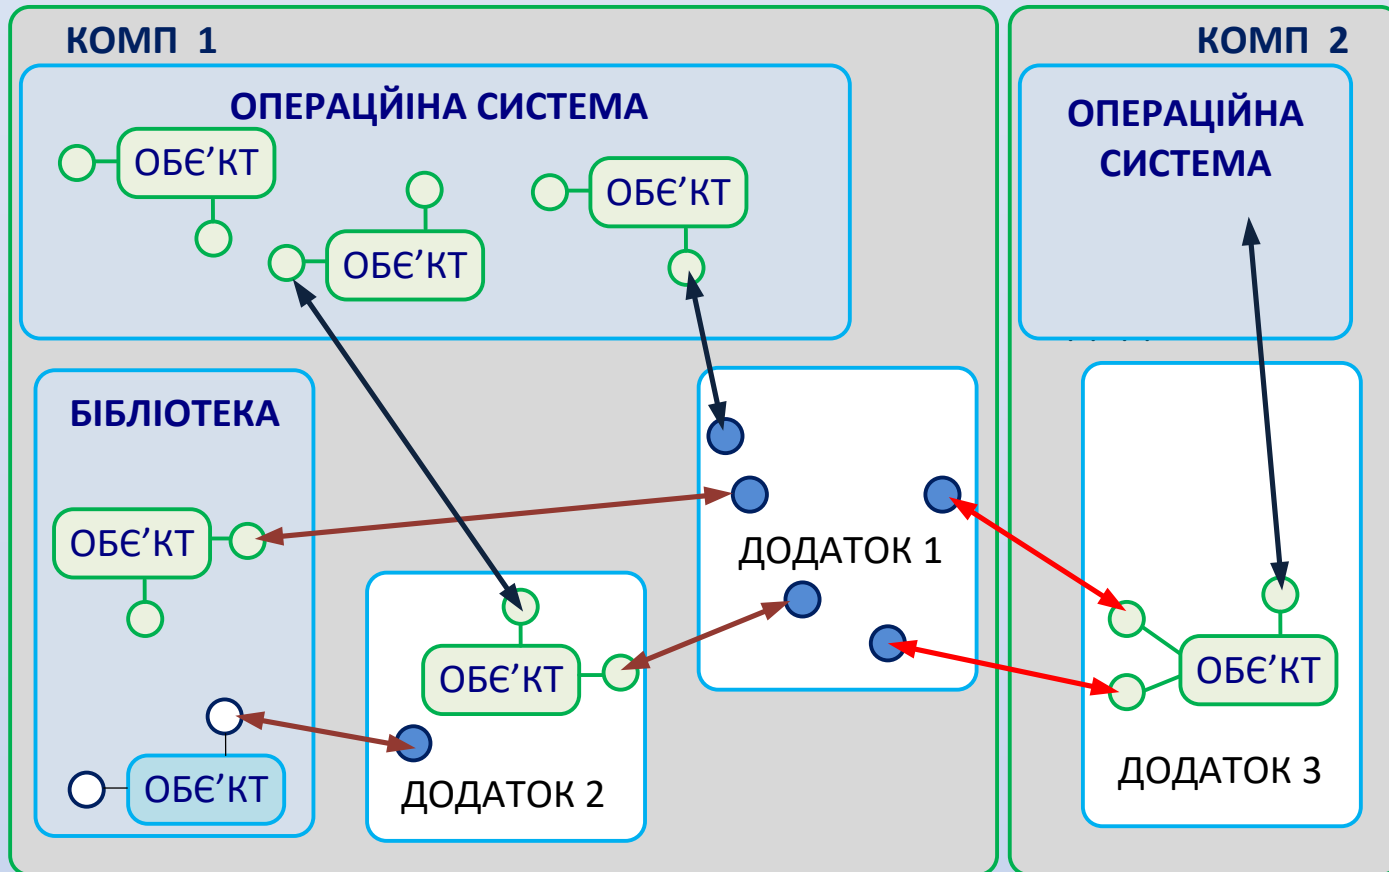 КОМП 1
КОМП 2
ОПЕРАЦЙІНА СИСТЕМА
ОПЕРАЦІЙНА
СИСТЕМА
ОБЄ’КТ
ОБЄ’КТ
ОБЄ’КТ
БІБЛІОТЕКА
ОБЄ’КТ
ДОДАТОК 1
ОБЄ’КТ
ОБЄ’КТ
ОБЄ’КТ
ДОДАТОК 2
ДОДАТОК 3